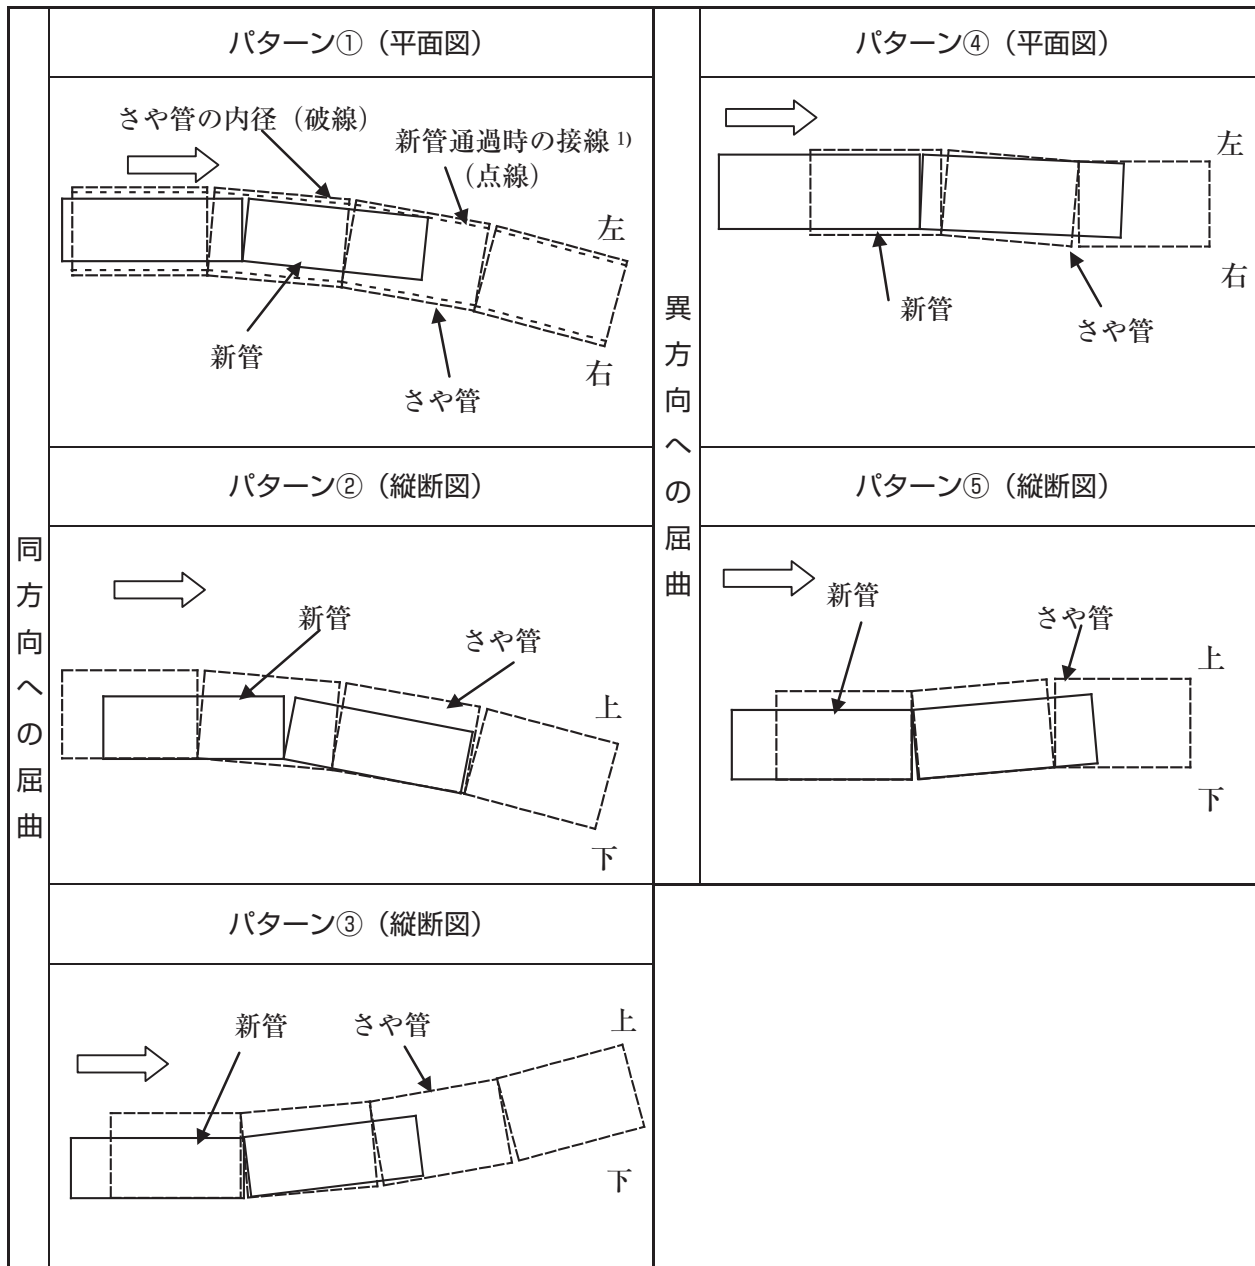 同方向への屈曲
パターン①（平面図）
さや管の内径（破線）
新管通過時の接線 1)
（点線）
左
新管
右
さや管
パターン②（縦断図）
新管
さや管
上
下
パターン③（縦断図）
新管
さや管
上
下
異方向への屈曲
パターン④（平面図）
左
右
新管
さや管
パターン⑤（縦断図）
新管
さや管
上
下